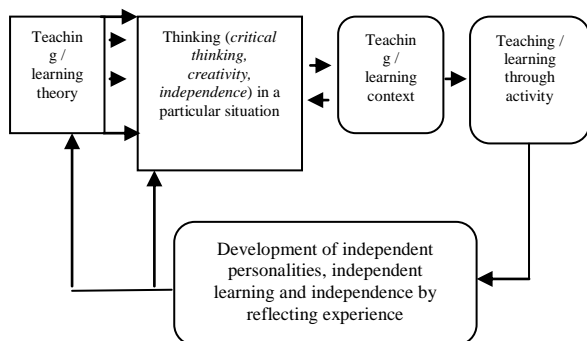 Teachin
g /
learning
theory
Thinking (critical
thinking,
creativity,
independence) in a
particular situation
Teachin
g /
learning
context
Teaching /
learning
through
activity
Development of independent
personalities, independent
learning and independence by
reflecting experience